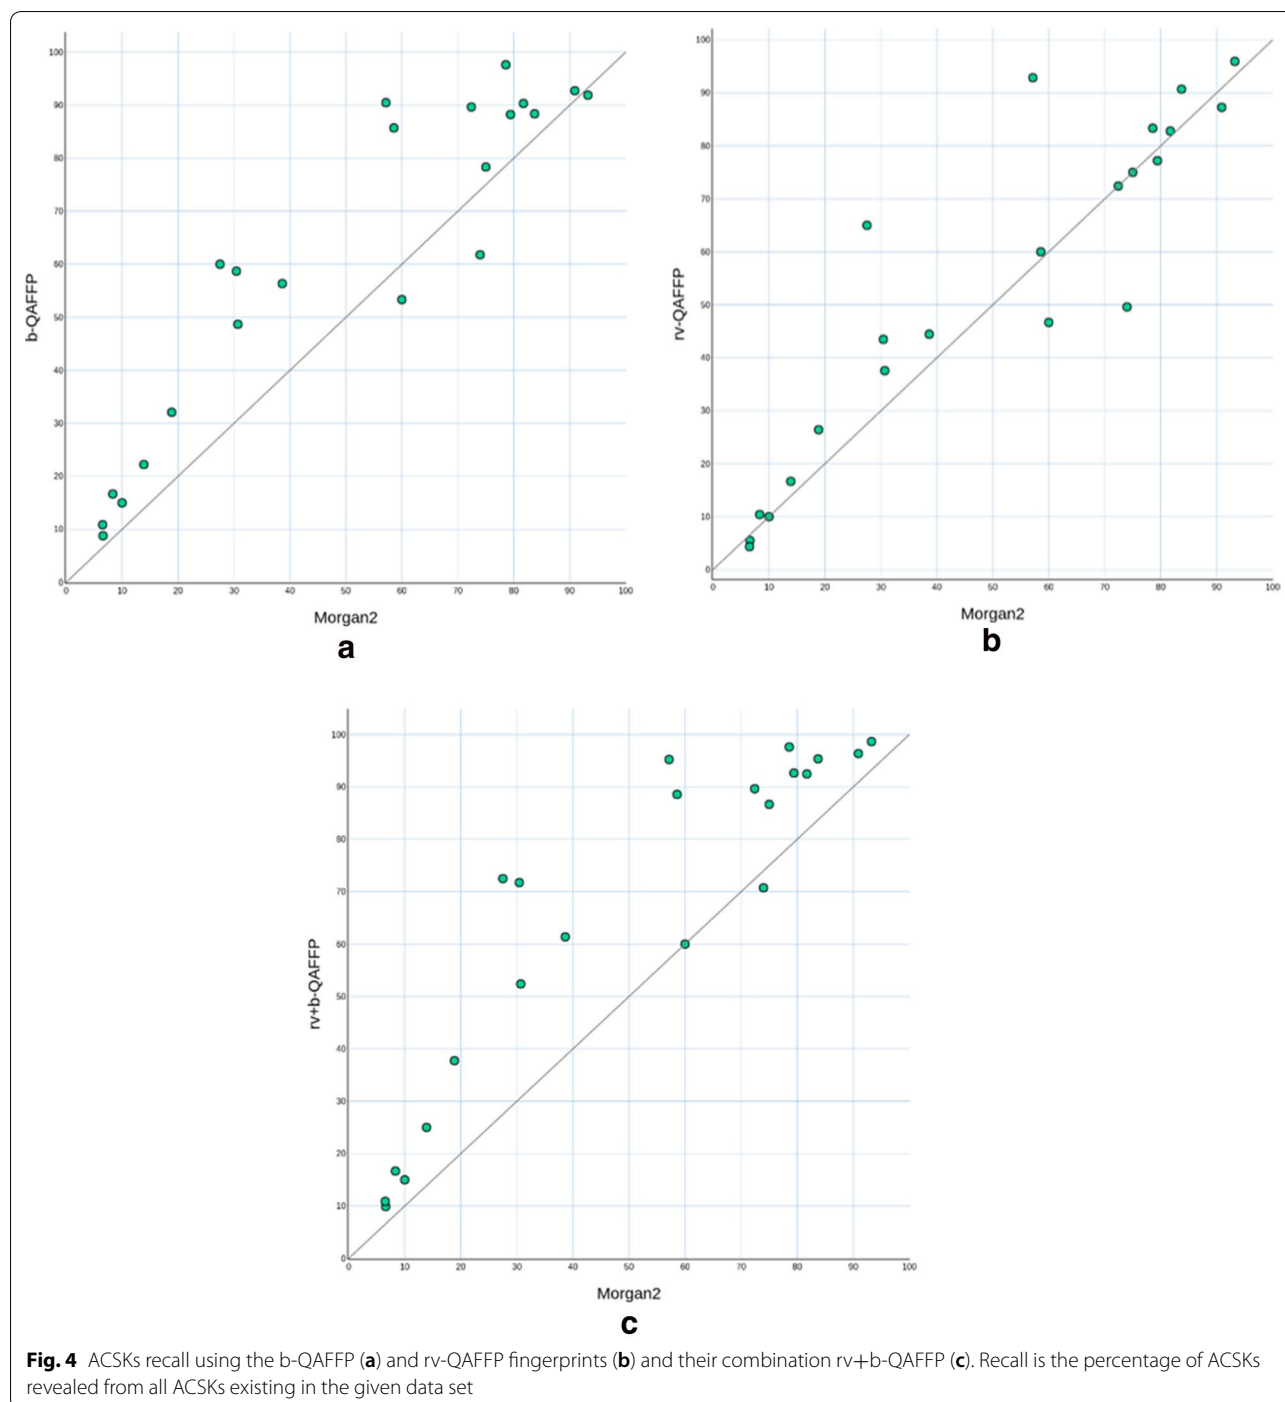 100
90
80
70
60
50
40
30
20
10
0
b-QAFFP
0 10 20 30 40 50 60 70 80 90 100
Morgan2
a
100
90
80
70
60
50
40
30
20
10
0
rv-QAFFP
0 10 20 30 40 50 60 70 80 90 100
Morgan2
b
100
90
80
70
60
50
40
30
20
10
0
rv+b-QAFFP
0 10 20 30 40 50 60 70 80 90 100
Morgan2
c
Fig. 4 ACSKs recall using the b-QAFFP (a) and rv-QAFFP fingerprints (b) and their combination rv+b-QAFFP (c). Recall is the percentage of ACSKs
revealed from all ACSKs existing in the given data set